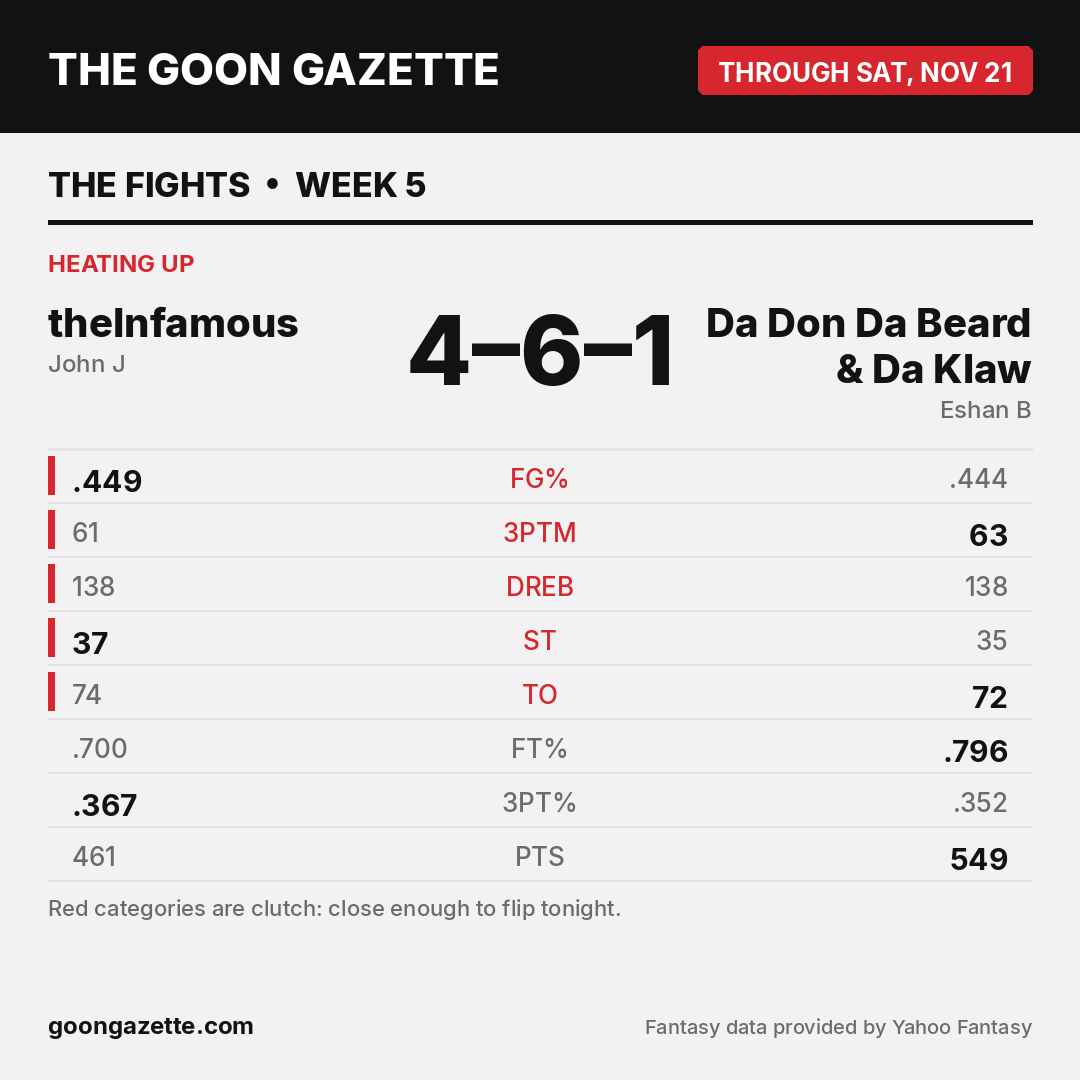 THE GOON GAZETTE
THROUGH SAT, NOV 21
THE FIGHTS • WEEK 5
HEATING UP
theInfamous
John J
4–6–1
Da Don Da Beard
& Da Klaw
Eshan B
.449 FG% .444
61 3PTM 63
138 DREB 138
37 ST 35
74 TO 72
.700 FT% .796
.367 3PT% .352
461 PTS 549
Red categories are clutch: close enough to flip tonight.
goongazette.com
Fantasy data provided by Yahoo Fantasy